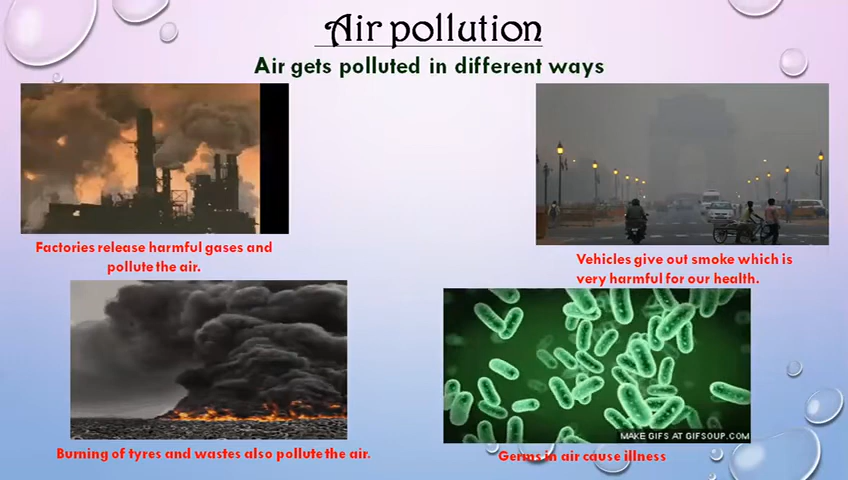 Air pollution
Air gets polluted in different ways
Factories release harmful gases and
pollute the air.
Vehicles give out smoke which is
very harmful for our health.
MAKE GIFS AT GIFSOUP.COM
Burning of tyres and wastes also pollute the air.
Germs in air cause illness